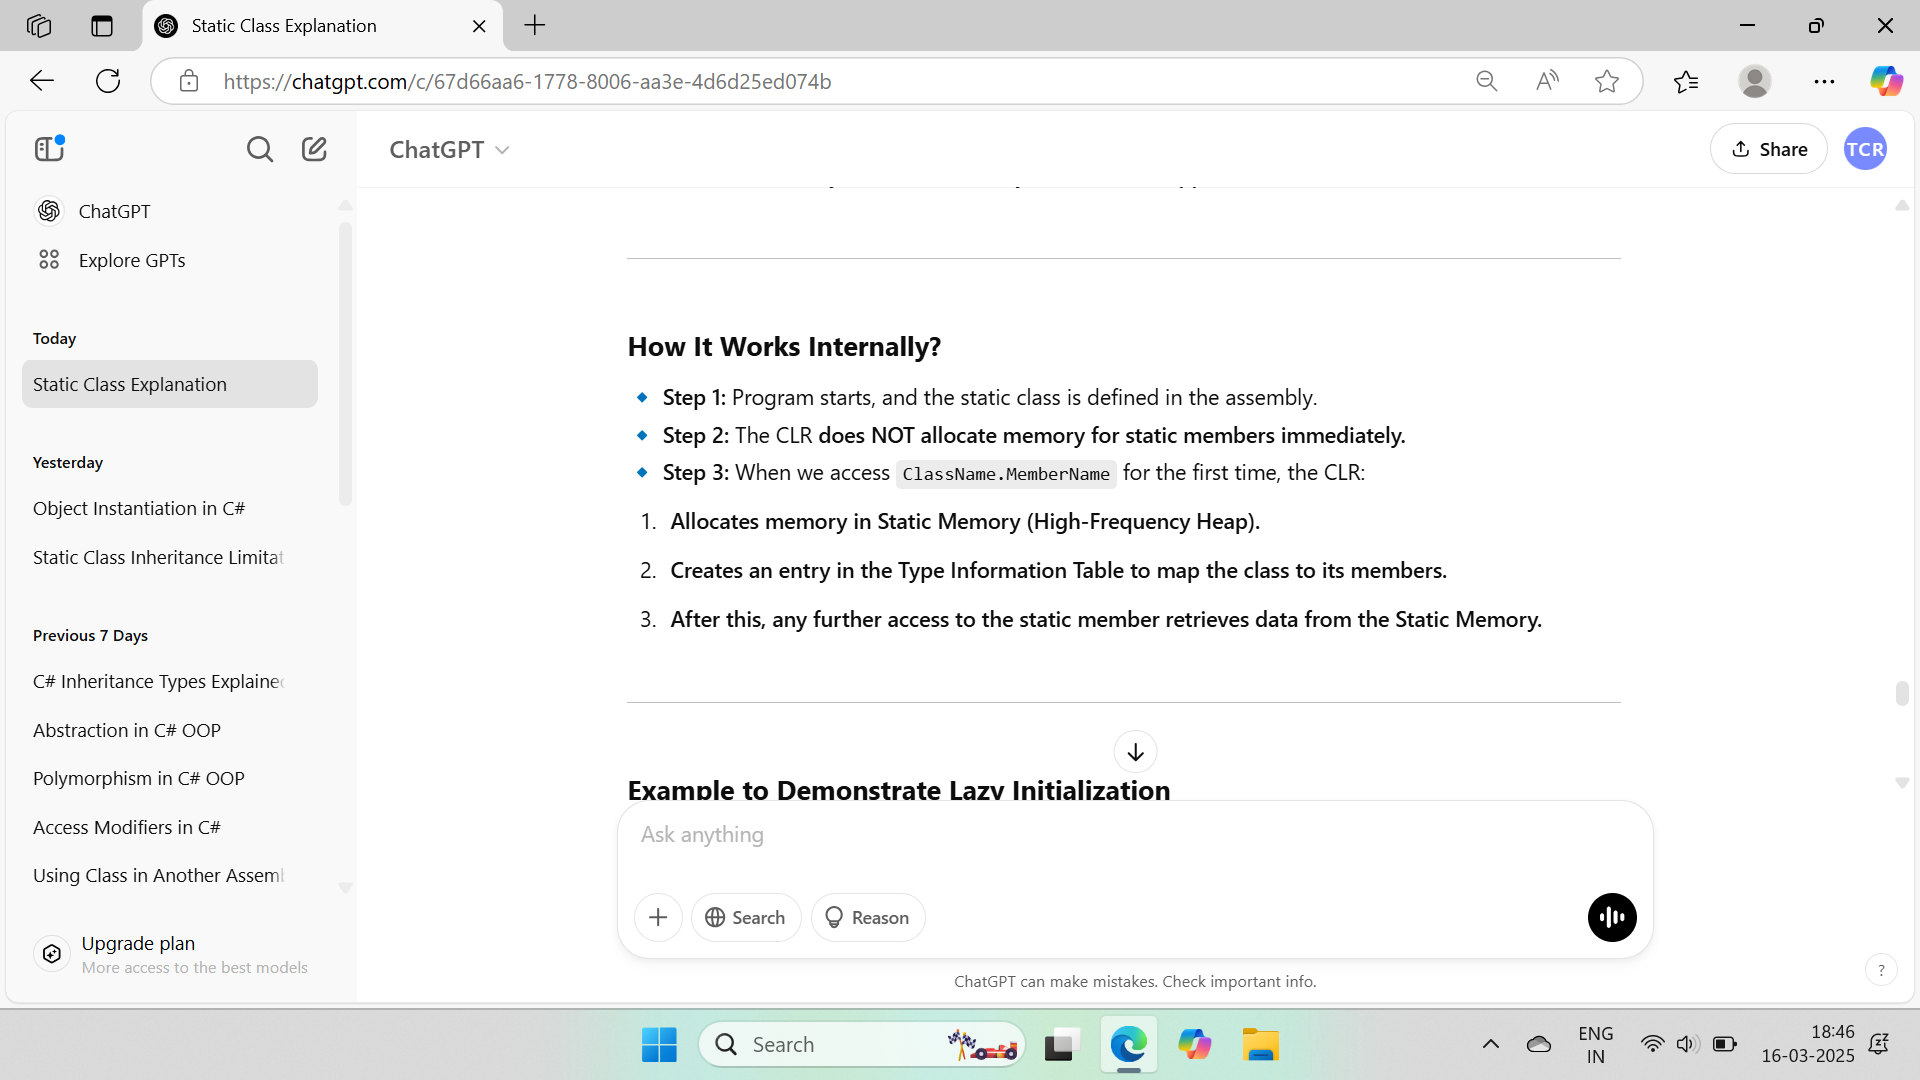 Static Class Explanation
https://chatgpt.com/c/67d66aa6-1778-8006-aa3e-4d6d25ed074b
ChatGPT
Share
TCR
ChatGPT
Explore GPTs
Today
Static Class Explanation
Yesterday
Object Instantiation in C#
Static Class Inheritance Limitat
Previous 7 Days
C# Inheritance Types Explained
Abstraction in C# OOP
Polymorphism in C# OOP
Access Modifiers in C#
Using Class in Another Assemb
Upgrade plan
More access to the best models
How It Works Internally?
Step 1: Program starts, and the static class is defined in the assembly.
Step 2: The CLR does NOT allocate memory for static members immediately.
Step 3: When we access ClassName.MemberName for the first time, the CLR:
1. Allocates memory in Static Memory (High-Frequency Heap).
2. Creates an entry in the Type Information Table to map the class to its members.
3. After this, any further access to the static member retrieves data from the Static Memory.
Example to Demonstrate Lazy Initialization
Ask anything
Search
Reason
ChatGPT can make mistakes. Check important info.
?
Search
ENG
IN
18:46
16-03-2025